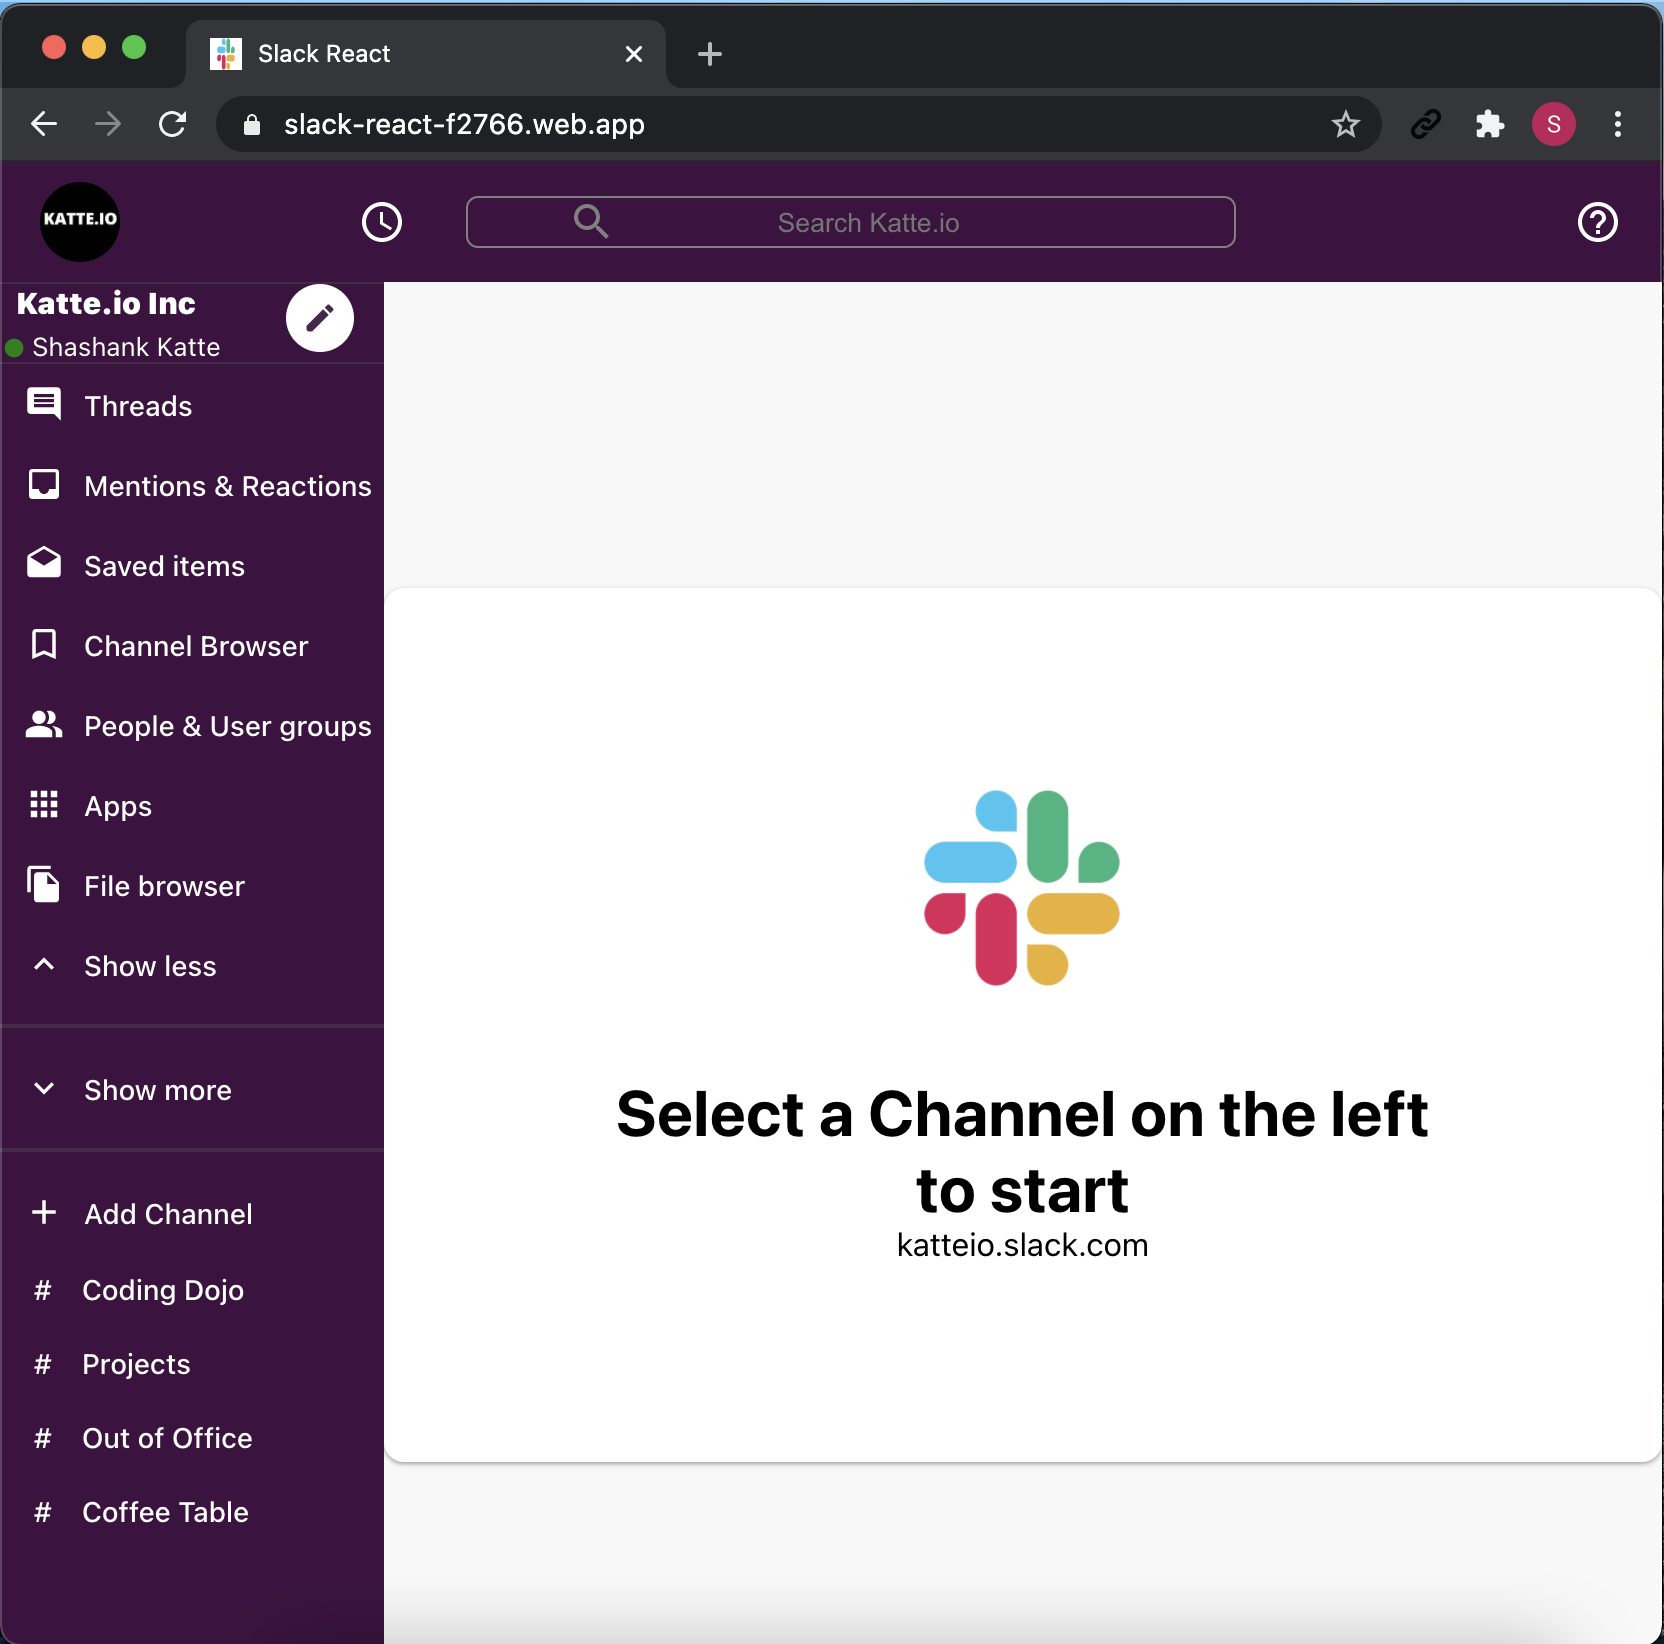 Slack React
slack-react-f2766.web.app
S
KATTE.IO
Search Katte.io
Katte.io Inc
Shashank Katte
Threads
Mentions & Reactions
Saved items
Channel Browser
People & User groups
Apps
File browser
Show less
Show more
Add Channel
# Coding Dojo
# Projects
# Out of Office
# Coffee Table
Select a Channel on the left
to start
katteio.slack.com